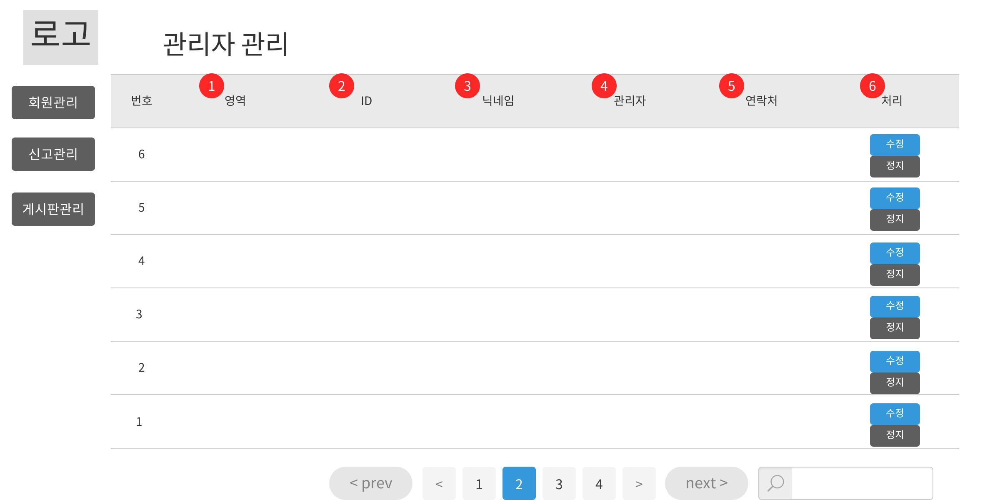 로고
관리자 관리
회원관리
신고관리
게시판관리
1 2 3 4 5 6
번호 영역 ID 닉네임 관리자 연락처 처리
6 수정
정지
5 수정
정지
4 수정
정지
3 수정
정지
2 수정
정지
1 수정
정지
< prev < 1 2 3 4 > next >